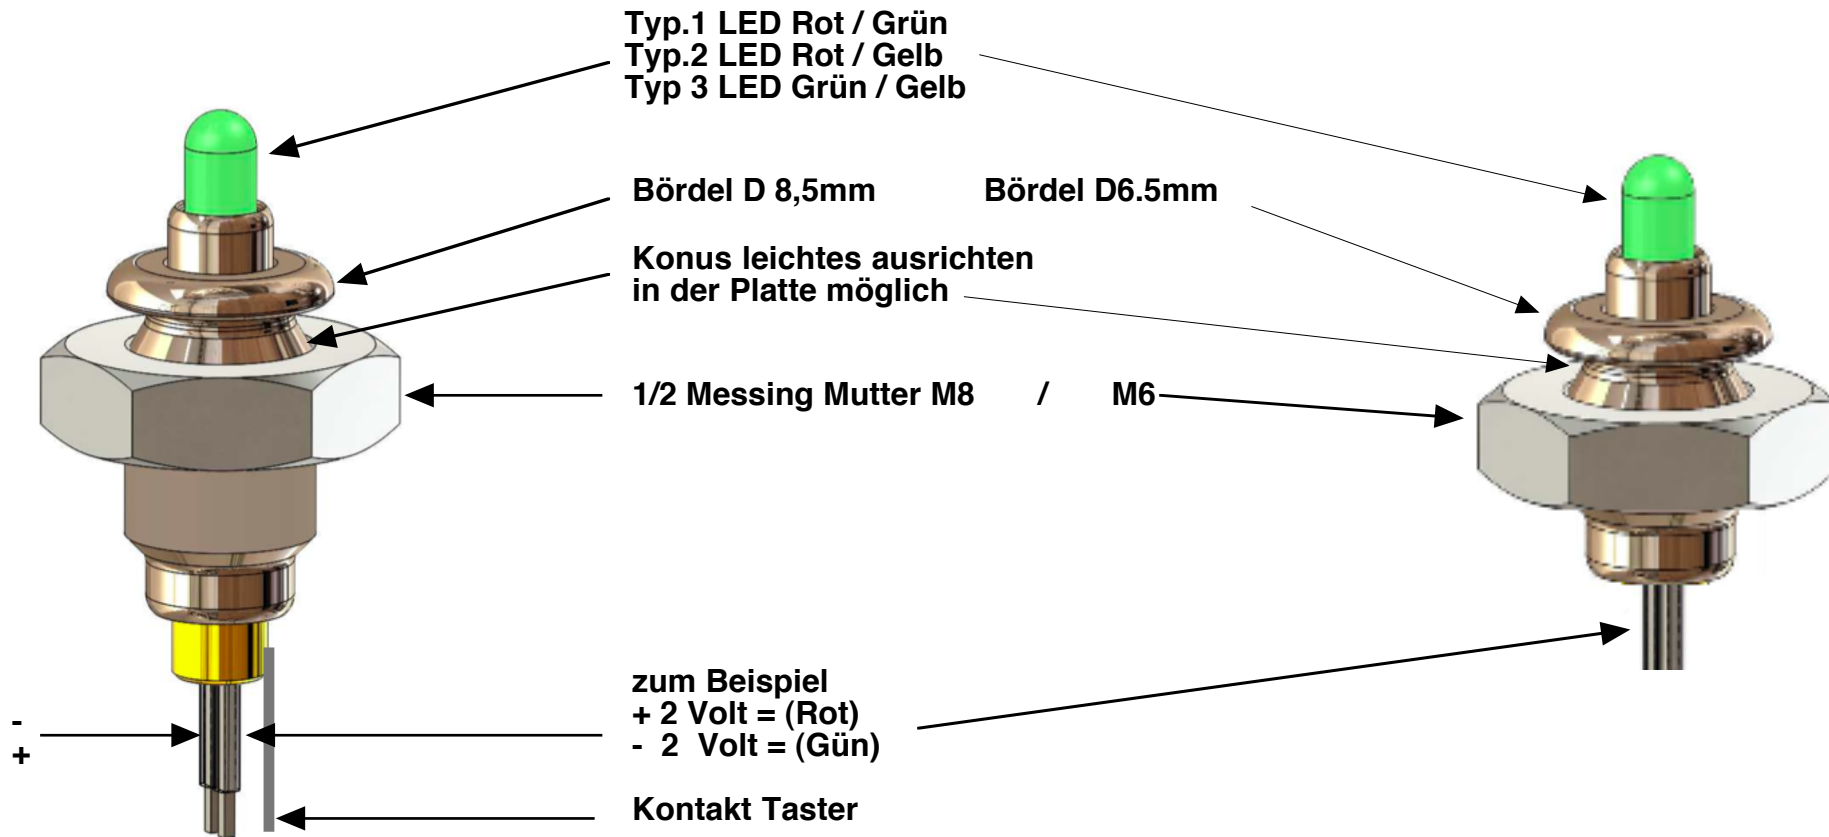 Typ.1 LED Rot / Grün
Typ.2 LED Rot / Gelb
Typ 3 LED Grün / Gelb
Bördel D 8,5mm Bördel D6.5mm
Konus leichtes ausrichten
in der Platte möglich
1/2 Messing Mutter M8 / M6
zum Beispiel
+ 2 Volt = (Rot)
- 2 Volt = (Gün)
-
+
Kontakt Taster